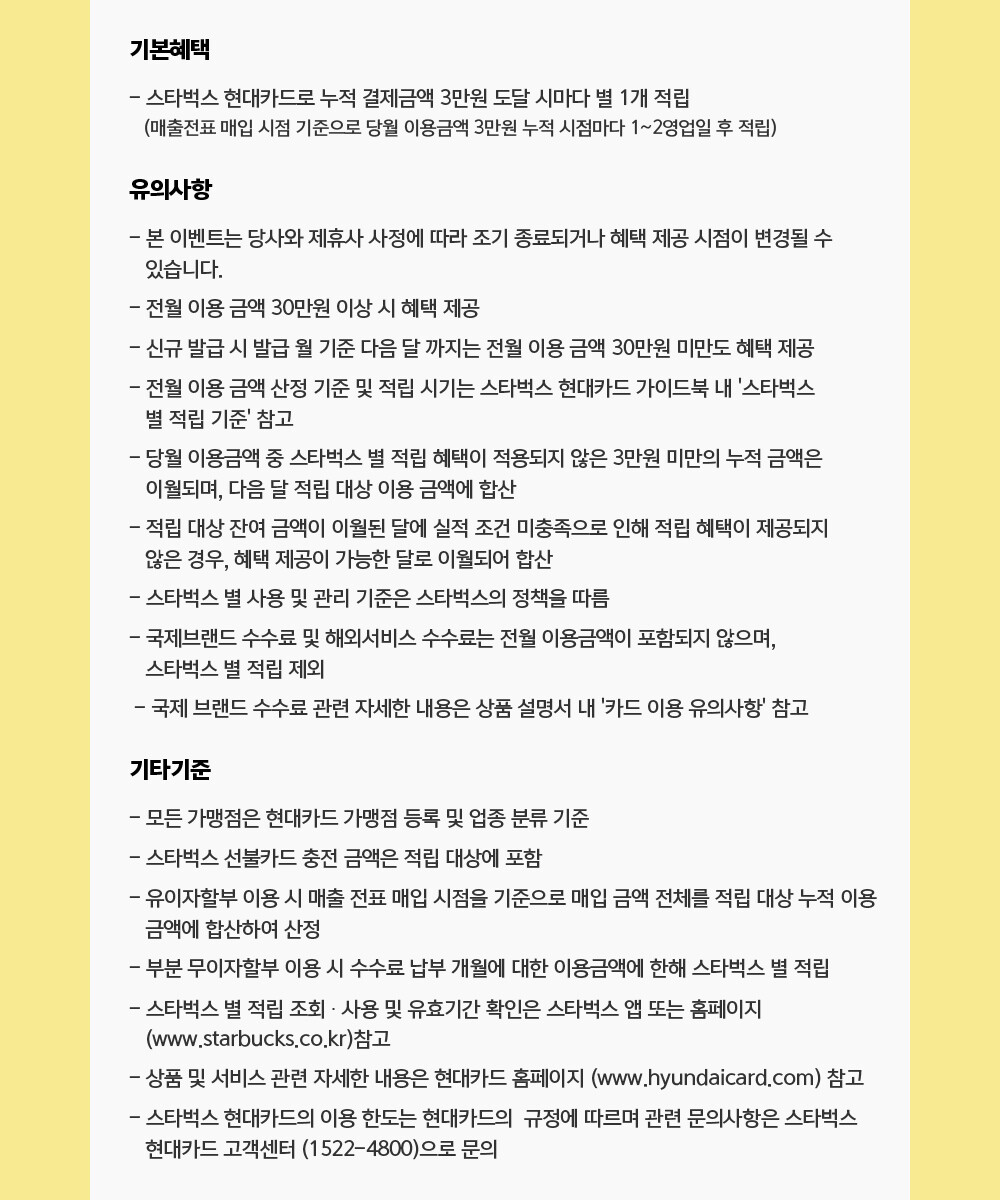 기본혜택
- 스타벅스 현대카드로 누적 결제금액 3만원 도달 시마다 별 1개 적립
(매출전표 매입 시점 기준으로 당월 이용금액 3만원 누적 시점마다 1~2영업일 후 적립)
유의사항
- 본 이벤트는 당사와 제휴사 사정에 따라 조기 종료되거나 혜택 제공 시점이 변경될 수
있습니다.
- 전월 이용 금액 30만원 이상 시 혜택 제공
- 신규 발급 시 발급 월 기준 다음 달 까지는 전월 이용 금액 30만원 미만도 혜택 제공
- 전월 이용 금액 산정 기준 및 적립 시기는 스타벅스 현대카드 가이드북 내 '스타벅스
별 적립 기준' 참고
- 당월 이용금액 중 스타벅스 별 적립 혜택이 적용되지 않은 3만원 미만의 누적 금액은
이월되며, 다음 달 적립 대상 이용 금액에 합산
- 적립 대상 잔여 금액이 이월된 달에 실적 조건 미충족으로 인해 적립 혜택이 제공되지
않은 경우, 혜택 제공이 가능한 달로 이월되어 합산
- 스타벅스 별 사용 및 관리 기준은 스타벅스의 정책을 따름
- 국제브랜드 수수료 및 해외서비스 수수료는 전월 이용금액이 포함되지 않으며,
스타벅스 별 적립 제외
- 국제 브랜드 수수료 관련 자세한 내용은 상품 설명서 내 '카드 이용 유의사항' 참고
기타기준
- 모든 가맹점은 현대카드 가맹점 등록 및 업종 분류 기준
- 스타벅스 선불카드 충전 금액은 적립 대상에 포함
- 유이자할부 이용 시 매출 전표 매입 시점을 기준으로 매입 금액 전체를 적립 대상 누적 이용
금액에 합산하여 산정
- 부분 무이자할부 이용 시 수수료 납부 개월에 대한 이용금액에 한해 스타벅스 별 적립
- 스타벅스 별 적립 조회 · 사용 및 유효기간 확인은 스타벅스 앱 또는 홈페이지
(www.starbucks.co.kr)참고
- 상품 및 서비스 관련 자세한 내용은 현대카드 홈페이지 (www.hyundaicard.com) 참고
- 스타벅스 현대카드의 이용 한도는 현대카드의 규정에 따르며 관련 문의사항은 스타벅스
현대카드 고객센터 (1522-4800)으로 문의